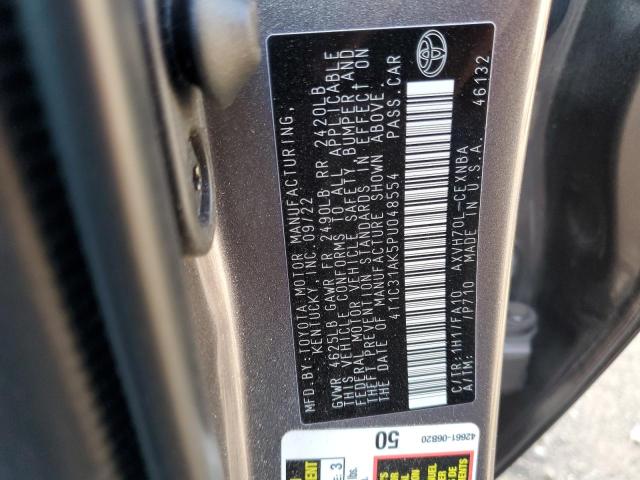 MFD.BY:TOYOTA MOTOR MANUFACTURING,
KENTUCKY, INC. 09/22
GVWR 4625LB GAWR FR 2490LB RR 2420LB
THIS VEHICLE CONFORMS TO ALL APPLICABLE
FEDERAL MOTOR VEHICLE SAFETY, BUMPER AND
THEFT PREVENTION STANDARDS IN EFFECT ON
THE DATE OF MANUFACTURE SHOWN ABOVE.
4T1C31AK5PU048554 PASS.CAR
C/TR:1H1/FA10 AXVH70L-CEXNBA
A/TM: /P710 MADE IN U.S.A. 46132
42661-06820
50